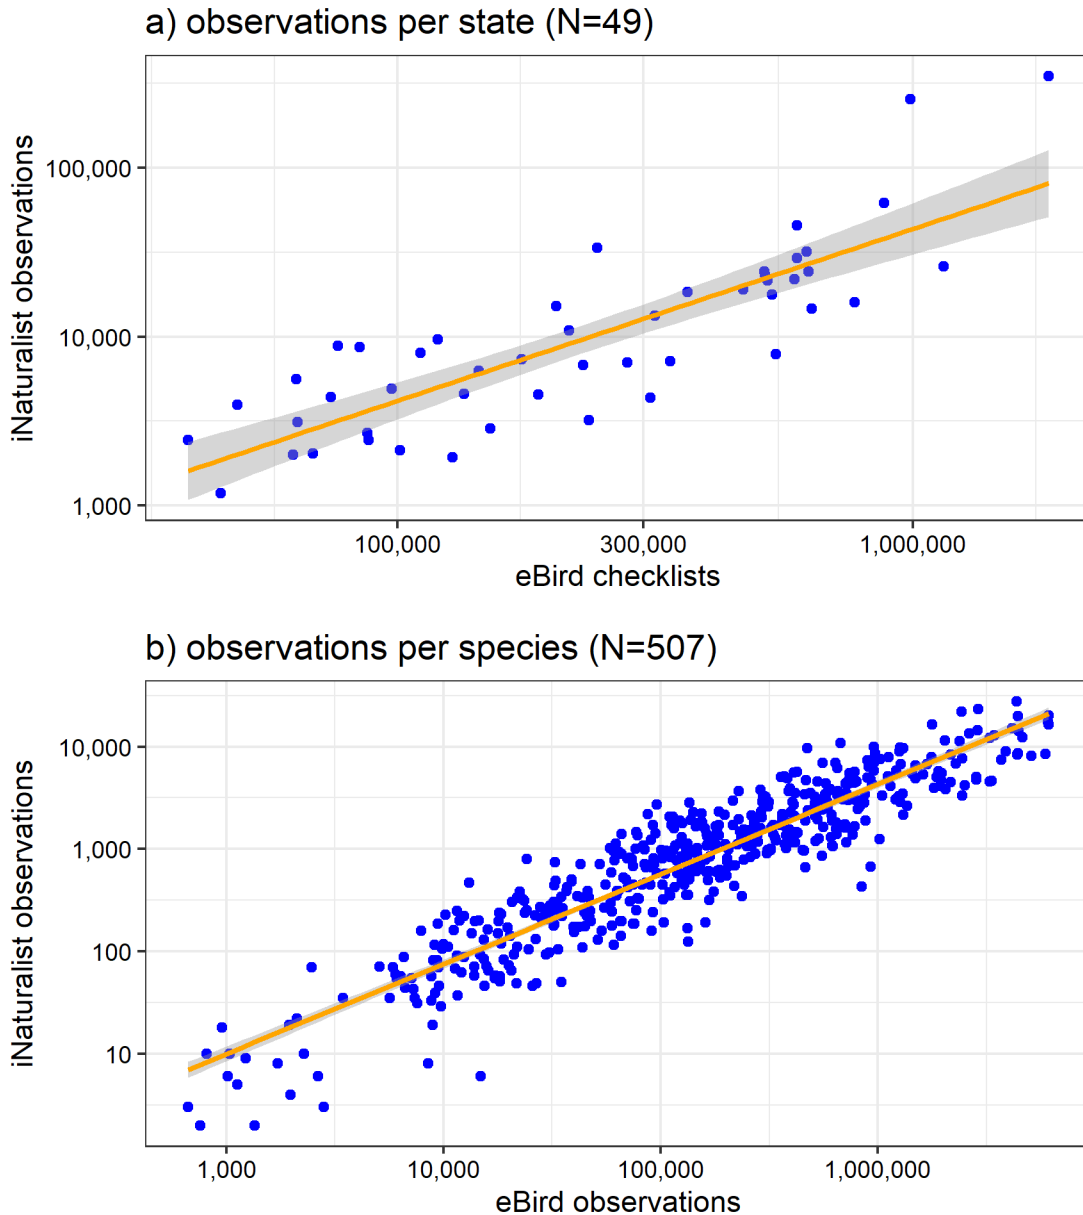 a) observations per state (N=49)
iNaturalist observations
100,000
10,000
1,000
100,000 300,000 1,000,000
eBird checklists
b) observations per species (N=507)
iNaturalist observations
10,000
1,000
100
10
1,000 10,000 100,000 1,000,000
eBird observations